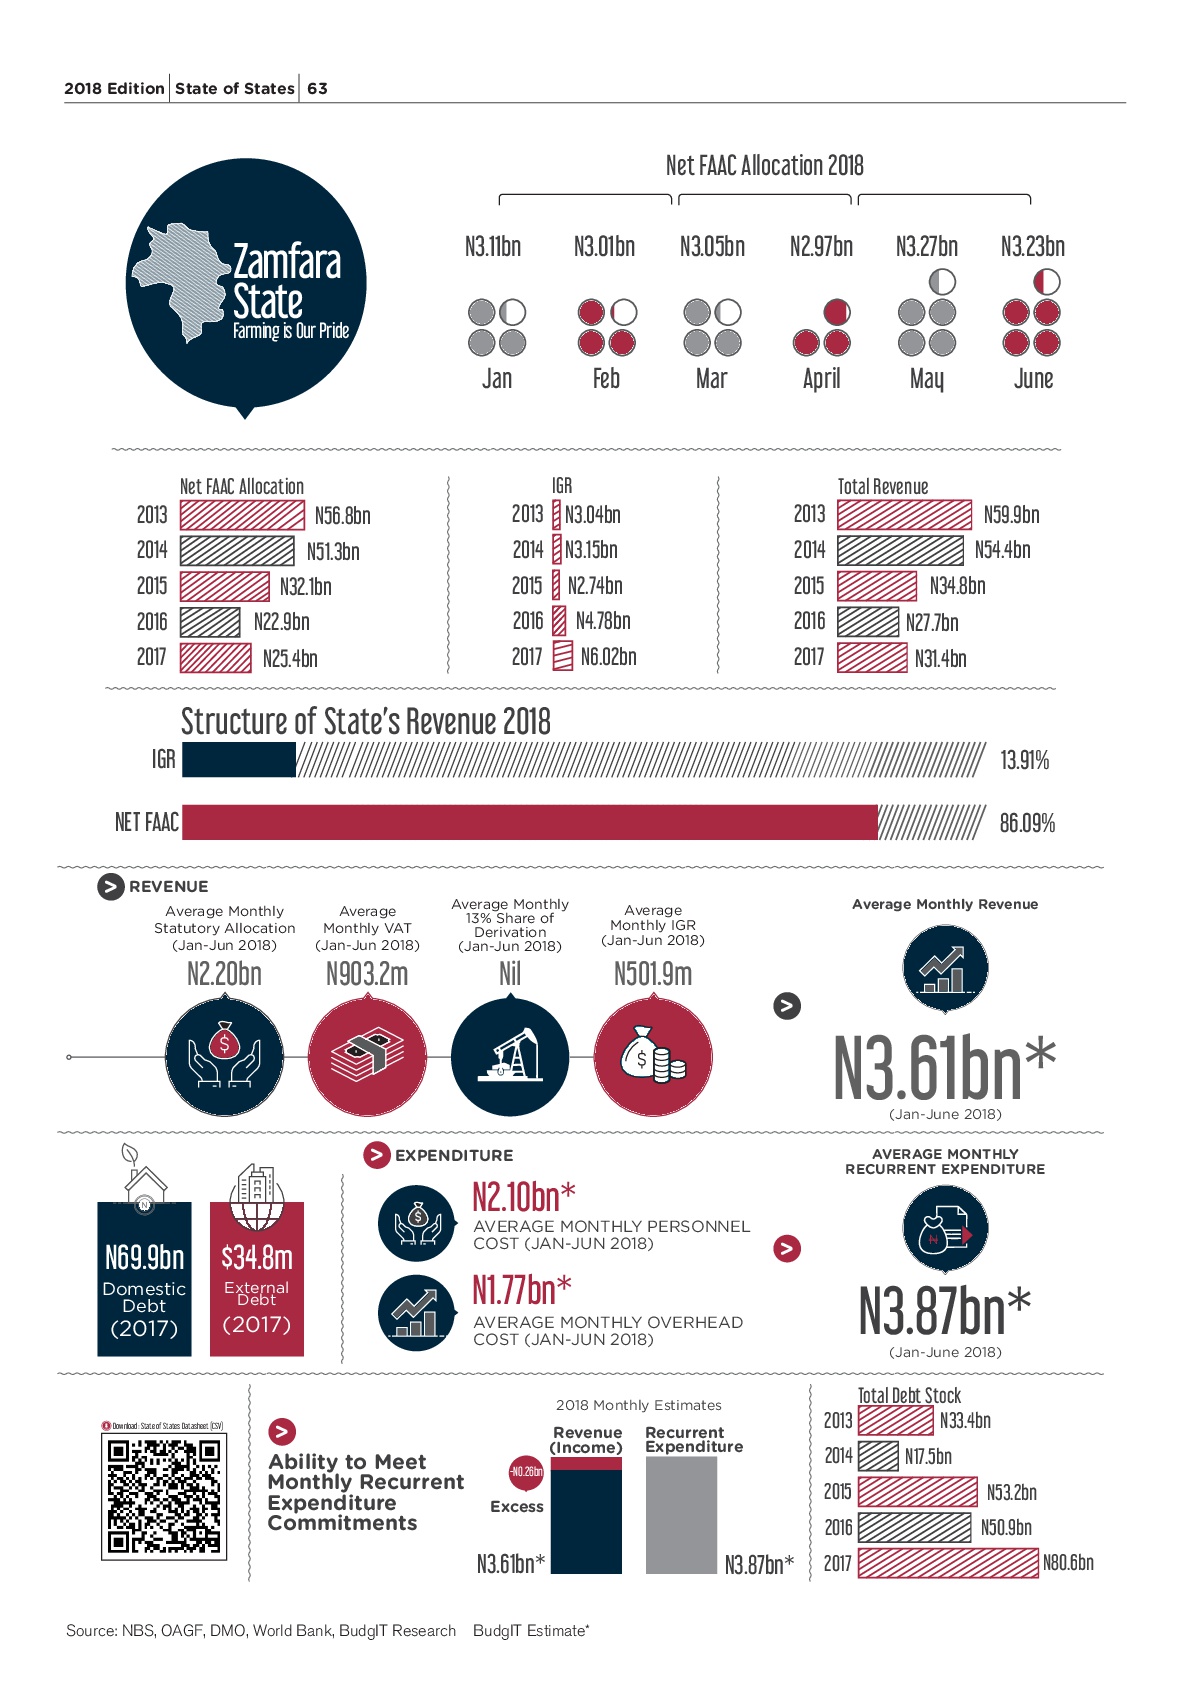 2018 Edition State of States 63
Zamfara
State
Farming is Our Pride
Net FAAC Allocation 2018
N3.11bn N3.01bn N3.05bn N2.97bn N3.27bn N3.23bn
Jan Feb Mar April May June
Net FAAC Allocation
2013 N56.8bn
2014 N51.3bn
2015 N32.1bn
2016 N22.9bn
2017 N25.4bn
IGR
2013 N3.04bn
2014 N3.15bn
2015 N2.74bn
2016 N4.78bn
2017 N6.02bn
Total Revenue
2013 N59.9bn
2014 N54.4bn
2015 N34.8bn
2016 N27.7bn
2017 N31.4bn
Structure of State's Revenue 2018
IGR 13.91%
NET FAAC 86.09%
> REVENUE
Average Monthly
Statutory Allocation
(Jan-Jun 2018)
N2.20bn
Average
Monthly VAT
(Jan-Jun 2018)
N903.2m
Average Monthly
13% Share of
Derivation
(Jan-Jun 2018)
Nil
Average
Monthly IGR
(Jan-Jun 2018)
N501.9m
$
$
>
Average Monthly Revenue
N3.61bn*
(Jan-June 2018)
N
N69.9bn
Domestic
Debt
(2017)
$34.8m
External
Debt
(2017)
> EXPENDITURE
$
N2.10bn*
AVERAGE MONTHLY PERSONNEL
COST (JAN-JUN 2018)
N1.77bn*
AVERAGE MONTHLY OVERHEAD
COST (JAN-JUN 2018)
>
AVERAGE MONTHLY
RECURRENT EXPENDITURE
₦
N3.87bn*
(Jan-June 2018)
Download: State of States Datasheet (CSV)
>
Ability to Meet
Monthly Recurrent
Expenditure
Commitments
2018 Monthly Estimates
Revenue
(Income)
Recurrent
Expenditure
-N0.26bn
Excess
N3.61bn*
N3.87bn*
Total Debt Stock
2013 N33.4bn
2014 N17.5bn
2015 N53.2bn
2016 N50.9bn
2017 N80.6bn
Source: NBS, OAGF, DMO, World Bank, BudgIT Research BudgIT Estimate*